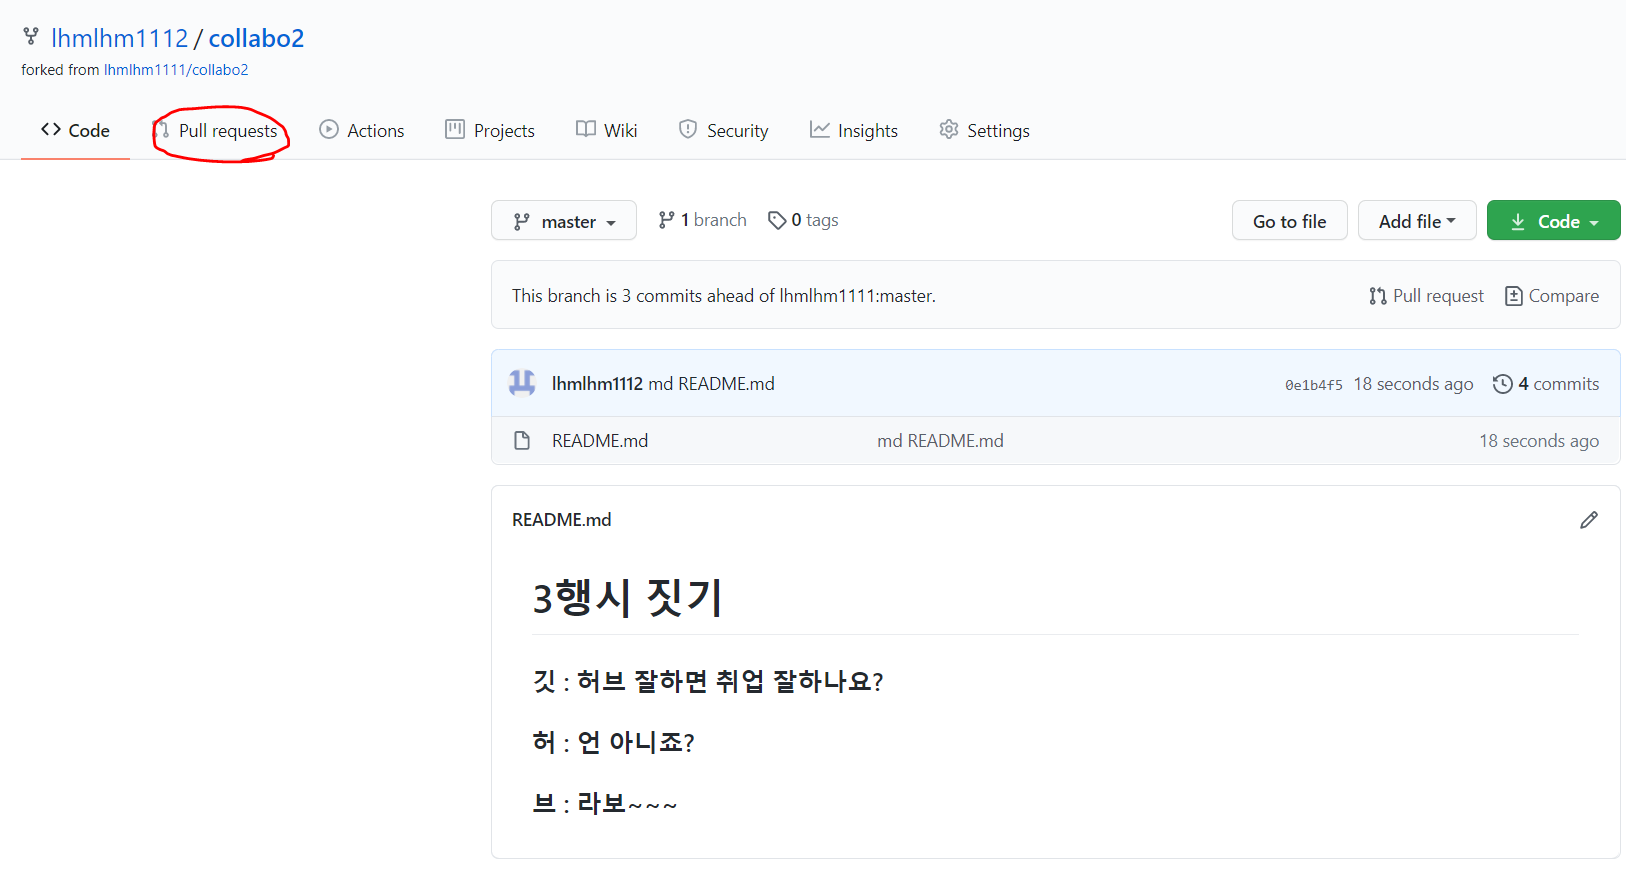 lhmlhm1112 / collabo2
forked from lhmlhm1111/collabo2
Code Pull requests Actions Projects Wiki Security Insights Settings
master 1 branch 0 tags Go to file Add file Code
This branch is 3 commits ahead of lhmlhm1111:master. Pull request Compare
lhmlhm1112 md README.md 0e1b4f5 18 seconds ago 4 commits
README.md md README.md 18 seconds ago
README.md
3행시 짓기
깃 : 허브 잘하면 취업 잘하나요?
허 : 언 아니죠?
브 : 라보~~~